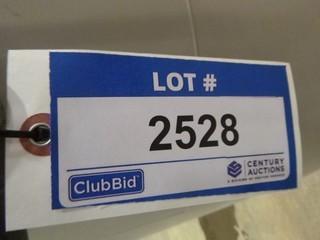 LOT #
2528
ClubBid
CENTURY
AUCTIONS